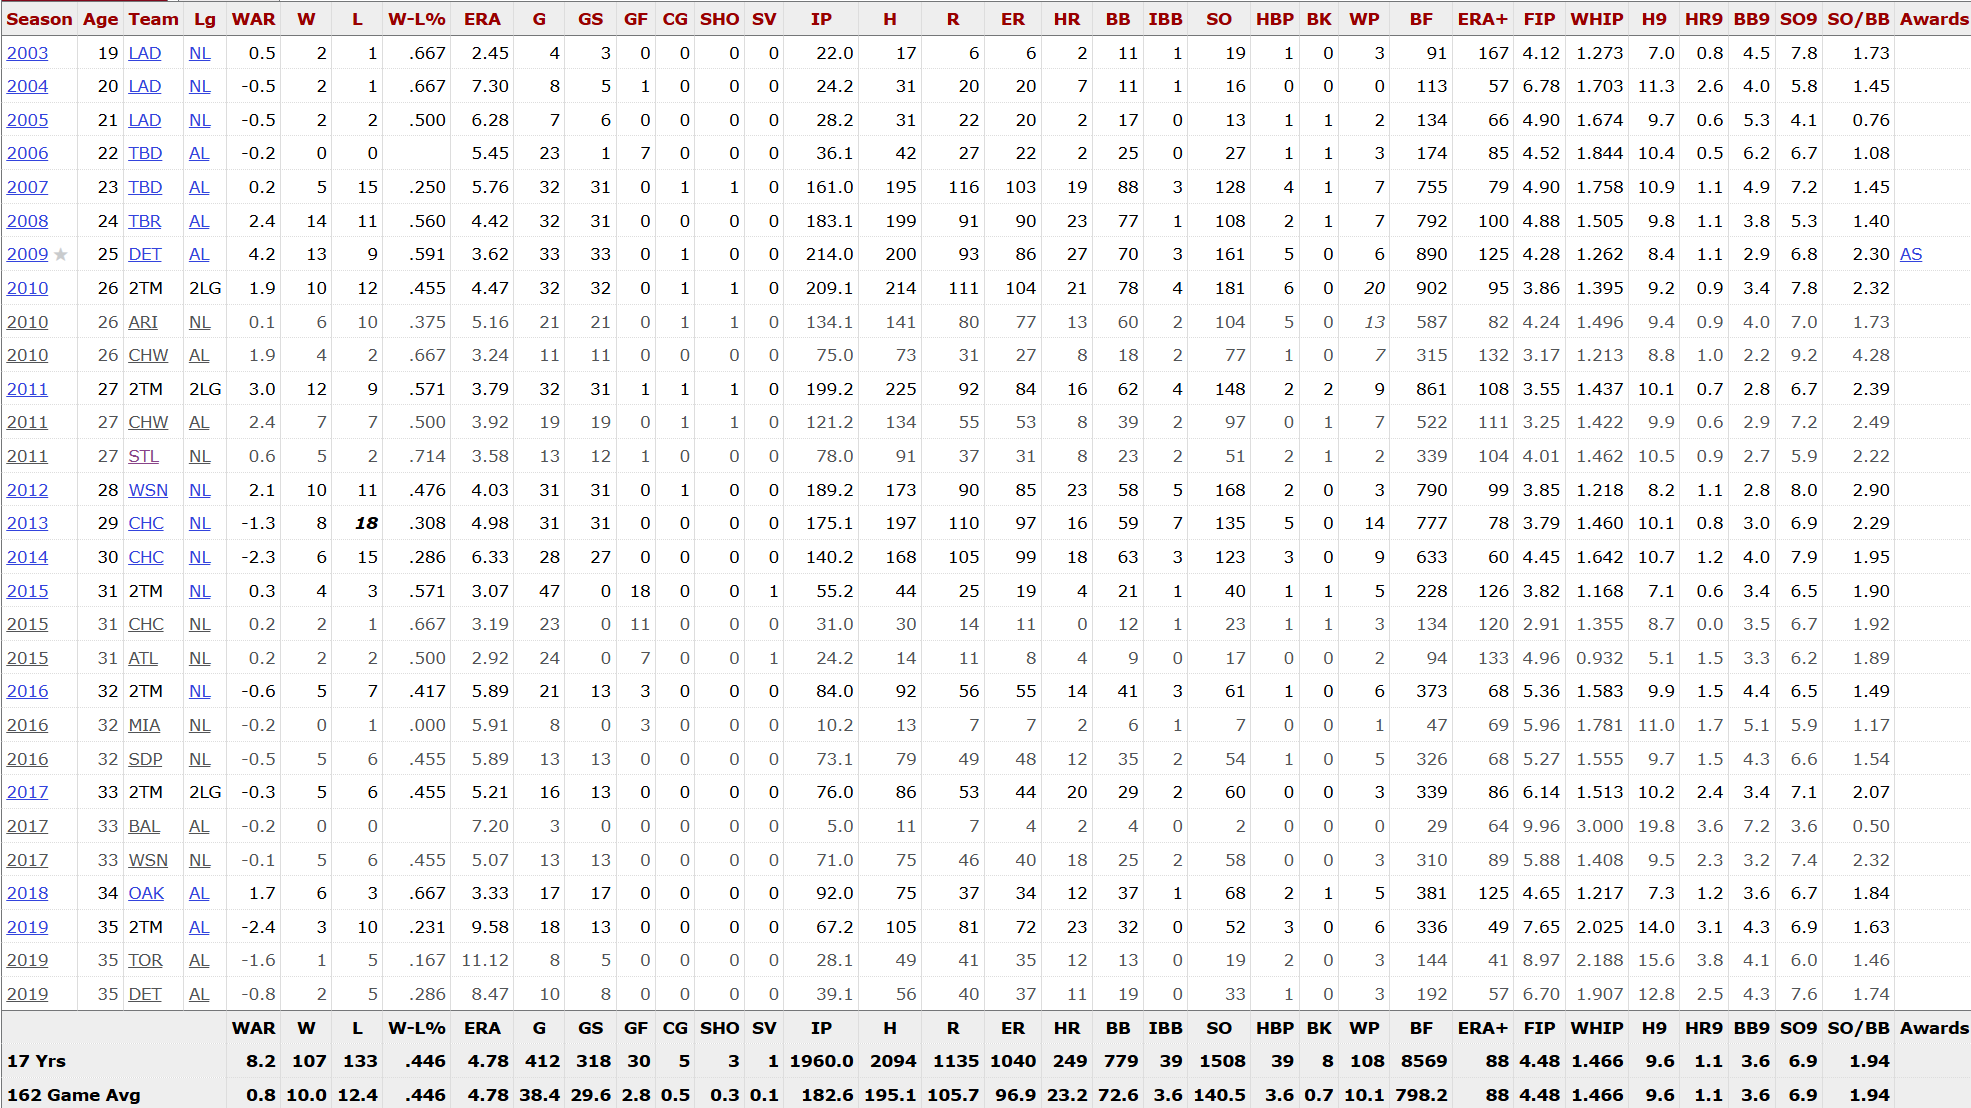 Season Age Team Lg WAR W L W-L% ERA G GS GF CG SHO SV IP H R ER HR BB IBB SO HBP BK WP BF ERA+ FIP WHIP H9 HR9 BB9 SO9 SO/BB Awards
2003 19 LAD NL 0.5 2 1 .667 2.45 4 3 0 0 0 0 22.0 17 6 6 2 11 1 19 1 0 3 91 167 4.12 1.273 7.0 0.8 4.5 7.8 1.73
2004 20 LAD NL -0.5 2 1 .667 7.30 8 5 1 0 0 0 24.2 31 20 20 7 11 1 16 0 0 0 113 57 6.78 1.703 11.3 2.6 4.0 5.8 1.45
2005 21 LAD NL -0.5 2 2 .500 6.28 7 6 0 0 0 0 28.2 31 22 20 2 17 0 13 1 1 2 134 66 4.90 1.674 9.7 0.6 5.3 4.1 0.76
2006 22 TBD AL -0.2 0 0 5.45 23 1 7 0 0 0 36.1 42 27 22 2 25 0 27 1 1 3 174 85 4.52 1.844 10.4 0.5 6.2 6.7 1.08
2007 23 TBD AL 0.2 5 15 .250 5.76 32 31 0 1 1 0 161.0 195 116 103 19 88 3 128 4 1 7 755 79 4.90 1.758 10.9 1.1 4.9 7.2 1.45
2008 24 TBR AL 2.4 14 11 .560 4.42 32 31 0 0 0 0 183.1 199 91 90 23 77 1 108 2 1 7 792 100 4.88 1.505 9.8 1.1 3.8 5.3 1.40
2009 ★ 25 DET AL 4.2 13 9 .591 3.62 33 33 0 1 0 0 214.0 200 93 86 27 70 3 161 5 0 6 890 125 4.28 1.262 8.4 1.1 2.9 6.8 2.30 AS
2010 26 2TM 2LG 1.9 10 12 .455 4.47 32 32 0 1 1 0 209.1 214 111 104 21 78 4 181 6 0 20 902 95 3.86 1.395 9.2 0.9 3.4 7.8 2.32
2010 26 ARI NL 0.1 6 10 .375 5.16 21 21 0 1 1 0 134.1 141 80 77 13 60 2 104 5 0 13 587 82 4.24 1.496 9.4 0.9 4.0 7.0 1.73
2010 26 CHW AL 1.9 4 2 .667 3.24 11 11 0 0 0 0 75.0 73 31 27 8 18 2 77 1 0 7 315 132 3.17 1.213 8.8 1.0 2.2 9.2 4.28
2011 27 2TM 2LG 3.0 12 9 .571 3.79 32 31 1 1 1 0 199.2 225 92 84 16 62 4 148 2 2 9 861 108 3.55 1.437 10.1 0.7 2.8 6.7 2.39
2011 27 CHW AL 2.4 7 7 .500 3.92 19 19 0 1 1 0 121.2 134 55 53 8 39 2 97 0 1 7 522 111 3.25 1.422 9.9 0.6 2.9 7.2 2.49
2011 27 STL NL 0.6 5 2 .714 3.58 13 12 1 0 0 0 78.0 91 37 31 8 23 2 51 2 1 2 339 104 4.01 1.462 10.5 0.9 2.7 5.9 2.22
2012 28 WSN NL 2.1 10 11 .476 4.03 31 31 0 1 0 0 189.2 173 90 85 23 58 5 168 2 0 3 790 99 3.85 1.218 8.2 1.1 2.8 8.0 2.90
2013 29 CHC NL -1.3 8 18 .308 4.98 31 31 0 0 0 0 175.1 197 110 97 16 59 7 135 5 0 14 777 78 3.79 1.460 10.1 0.8 3.0 6.9 2.29
2014 30 CHC NL -2.3 6 15 .286 6.33 28 27 0 0 0 0 140.2 168 105 99 18 63 3 123 3 0 9 633 60 4.45 1.642 10.7 1.2 4.0 7.9 1.95
2015 31 2TM NL 0.3 4 3 .571 3.07 47 0 18 0 0 1 55.2 44 25 19 4 21 1 40 1 1 5 228 126 3.82 1.168 7.1 0.6 3.4 6.5 1.90
2015 31 CHC NL 0.2 2 1 .667 3.19 23 0 11 0 0 0 31.0 30 14 11 0 12 1 23 1 1 3 134 120 2.91 1.355 8.7 0.0 3.5 6.7 1.92
2015 31 ATL NL 0.2 2 2 .500 2.92 24 0 7 0 0 1 24.2 14 11 8 4 9 0 17 0 0 2 94 133 4.96 0.932 5.1 1.5 3.3 6.2 1.89
2016 32 2TM NL -0.6 5 7 .417 5.89 21 13 3 0 0 0 84.0 92 56 55 14 41 3 61 1 0 6 373 68 5.36 1.583 9.9 1.5 4.4 6.5 1.49
2016 32 MIA NL -0.2 0 1 .000 5.91 8 0 3 0 0 0 10.2 13 7 7 2 6 1 7 0 0 1 47 69 5.96 1.781 11.0 1.7 5.1 5.9 1.17
2016 32 SDP NL -0.5 5 6 .455 5.89 13 13 0 0 0 0 73.1 79 49 48 12 35 2 54 1 0 5 326 68 5.27 1.555 9.7 1.5 4.3 6.6 1.54
2017 33 2TM 2LG -0.3 5 6 .455 5.21 16 13 0 0 0 0 76.0 86 53 44 20 29 2 60 0 0 3 339 86 6.14 1.513 10.2 2.4 3.4 7.1 2.07
2017 33 BAL AL -0.2 0 0 7.20 3 0 0 0 0 0 5.0 11 7 4 2 4 0 2 0 0 0 29 64 9.96 3.000 19.8 3.6 7.2 3.6 0.50
2017 33 WSN NL -0.1 5 6 .455 5.07 13 13 0 0 0 0 71.0 75 46 40 18 25 2 58 0 0 3 310 89 5.88 1.408 9.5 2.3 3.2 7.4 2.32
2018 34 OAK AL 1.7 6 3 .667 3.33 17 17 0 0 0 0 92.0 75 37 34 12 37 1 68 2 1 5 381 125 4.65 1.217 7.3 1.2 3.6 6.7 1.84
2019 35 2TM AL -2.4 3 10 .231 9.58 18 13 0 0 0 0 67.2 105 81 72 23 32 0 52 3 0 6 336 49 7.65 2.025 14.0 3.1 4.3 6.9 1.63
2019 35 TOR AL -1.6 1 5 .167 11.12 8 5 0 0 0 0 28.1 49 41 35 12 13 0 19 2 0 3 144 41 8.97 2.188 15.6 3.8 4.1 6.0 1.46
2019 35 DET AL -0.8 2 5 .286 8.47 10 8 0 0 0 0 39.1 56 40 37 11 19 0 33 1 0 3 192 57 6.70 1.907 12.8 2.5 4.3 7.6 1.74
WAR W L W-L% ERA G GS GF CG SHO SV IP H R ER HR BB IBB SO HBP BK WP BF ERA+ FIP WHIP H9 HR9 BB9 SO9 SO/BB Awards
17 Yrs 8.2 107 133 .446 4.78 412 318 30 5 3 1 1960.0 2094 1135 1040 249 779 39 1508 39 8 108 8569 88 4.48 1.466 9.6 1.1 3.6 6.9 1.94
162 Game Avg 0.8 10.0 12.4 .446 4.78 38.4 29.6 2.8 0.5 0.3 0.1 182.6 195.1 105.7 96.9 23.2 72.6 3.6 140.5 3.6 0.7 10.1 798.2 88 4.48 1.466 9.6 1.1 3.6 6.9 1.94